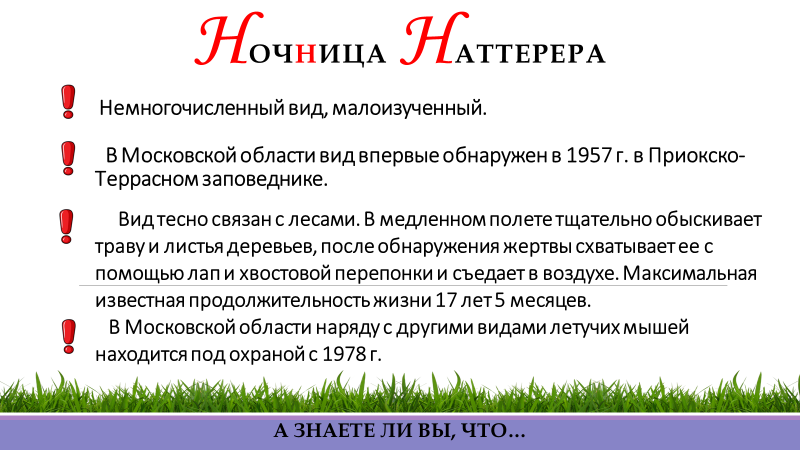 Ночница Наттерера
Немногочисленный вид, малоизученный.
В Московской области вид впервые обнаружен в 1957 г. в Приокско-
Террасном заповеднике.
Вид тесно связан с лесами. В медленном полете тщательно обыскивает
траву и листья деревьев, после обнаружения жертвы схватывает ее с
помощью лап и хвостовой перепонки и съедает в воздухе. Максимальная
известная продолжительность жизни 17 лет 5 месяцев.
В Московской области наряду с другими видами летучих мышей
находится под охраной с 1978 г.
А ЗНАЕТЕ ЛИ ВЫ, ЧТО...